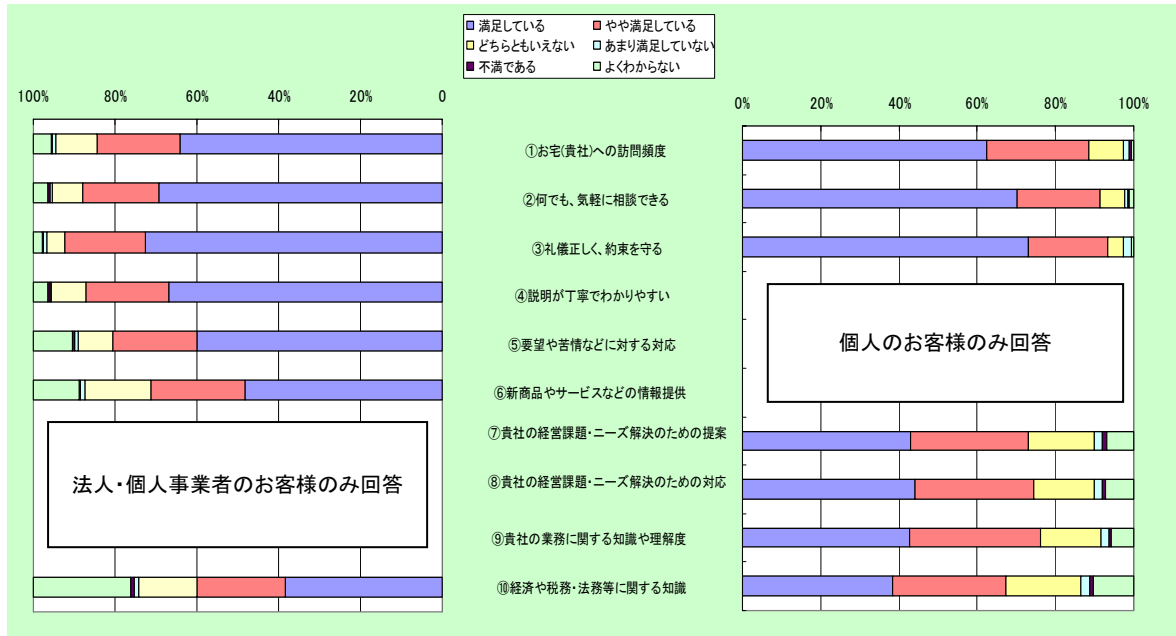 満足している
やや満足している
どちらともいえない
あまり満足していない
不満である
よくわからない
100% 80% 60% 40% 20% 0
0% 20% 40% 60% 80% 100%
①お宅(貴社)への訪問頻度
②何でも、気軽に相談できる
③礼儀正しく、約束を守る
④説明が丁寧でわかりやすい
⑤要望や苦情などに対する対応
個人のお客様のみ回答
⑥新商品やサービスなどの情報提供
⑦貴社の経営課題・ニーズ解決のための提案
⑧貴社の経営課題・ニーズ解決のための対応
法人・個人事業者のお客様のみ回答
⑨貴社の業務に関する知識や理解度
⑩経済や税務・法務等に関する知識